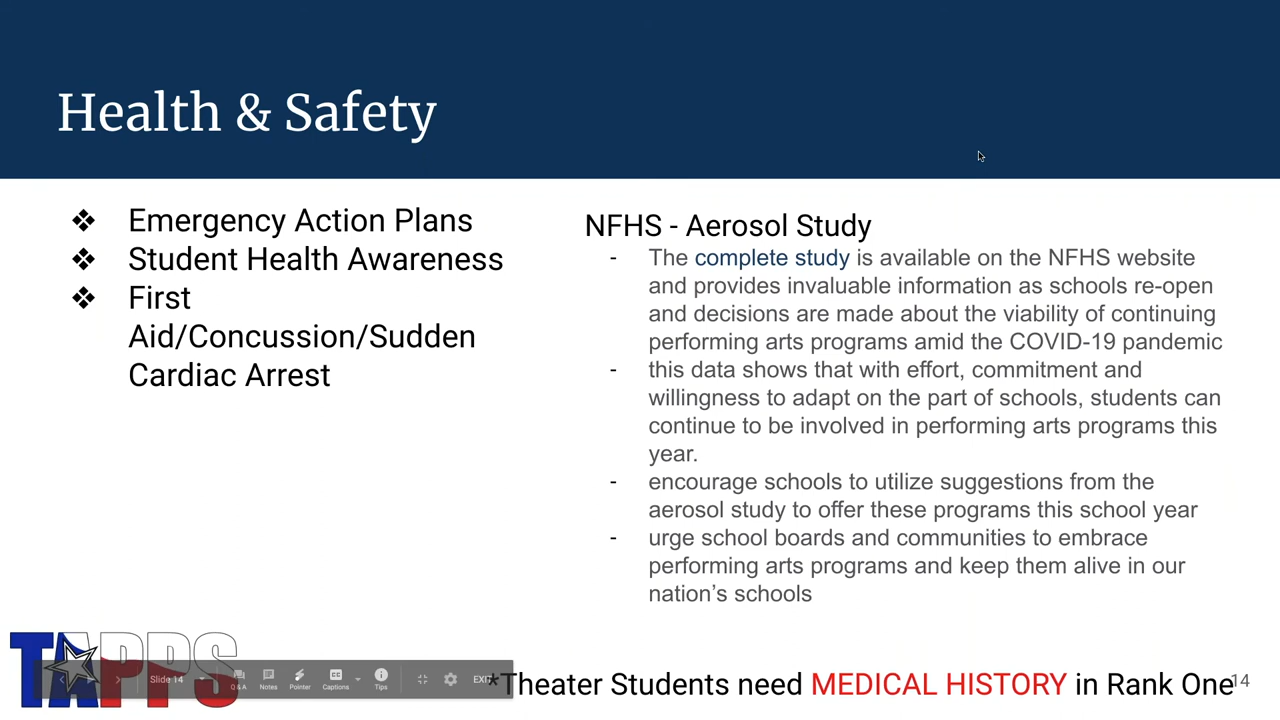 Health & Safety
❖ Emergency Action Plans
❖ Student Health Awareness
❖ First
Aid/Concussion/Sudden
Cardiac Arrest
NFHS - Aerosol Study
- The complete study is available on the NFHS website
and provides invaluable information as schools re-open
and decisions are made about the viability of continuing
performing arts programs amid the COVID-19 pandemic
- this data shows that with effort, commitment and
willingness to adapt on the part of schools, students can
continue to be involved in performing arts programs this
year.
- encourage schools to utilize suggestions from the
aerosol study to offer these programs this school year
- urge school boards and communities to embrace
performing arts programs and keep them alive in our
nation's schools
TAPPS
Slide 14
Q & A
Notes
Pointer
Captions
Tips
EXIT
*Theater Students need MEDICAL HISTORY in Rank One
14